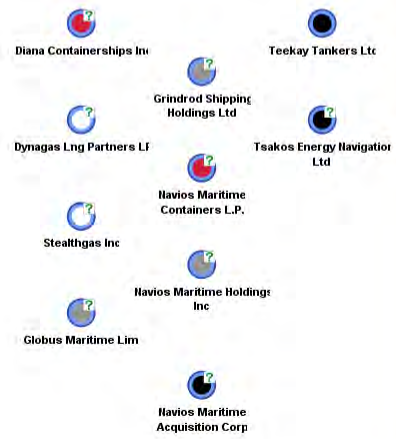 ?
?
Diana Containerships Inc
Teekay Tankers Ltd
?
Grindrod Shipping
Holdings Ltd
?
?
Dynagas Lng Partners LP
Tsakos Energy Navigation
Ltd
?
Navios Maritime
Containers L.P.
?
Stealthgas Inc
?
Navios Maritime Holdings
Inc
?
Globus Maritime Lim
?
Navios Maritime
Acquisition Corp